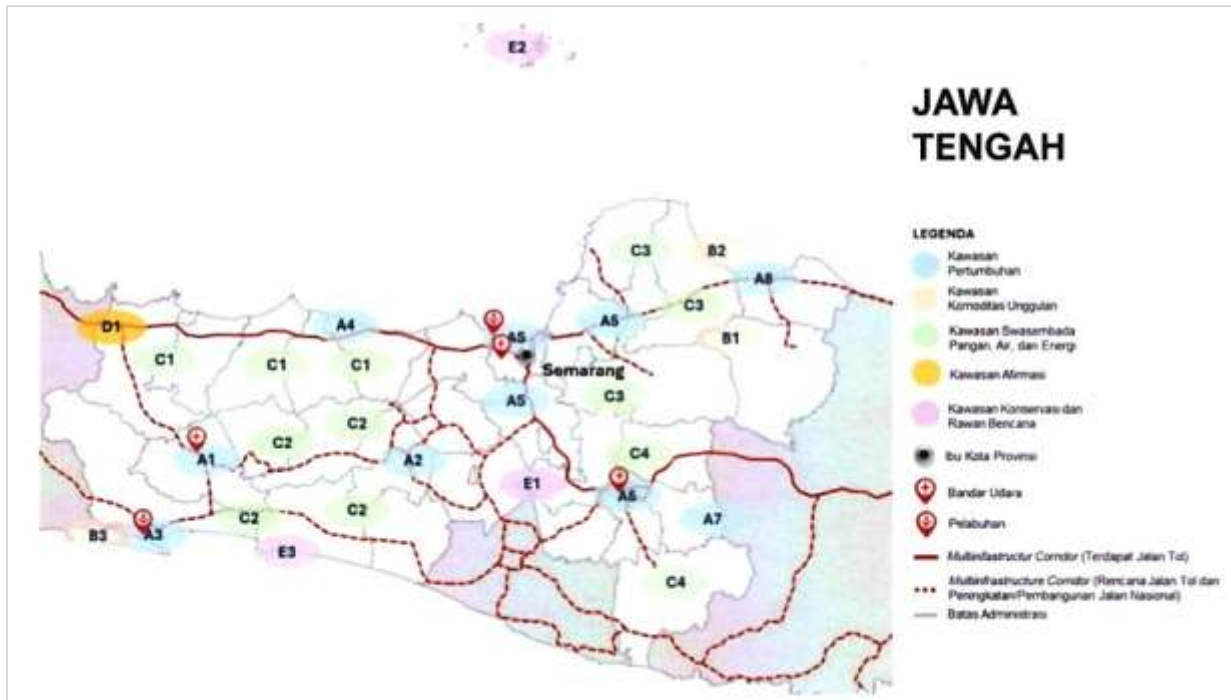 E2
JAWA
TENGAH
LEGENDA
Kawasan
Pertumbuhan
Kawasan
Komoditas Unggulan
Kawasan Swasembada
Pangan, Air, dan Energi
Kawasan Afirmasi
Kawasan Konservasi dan
Rawan Bencana
Ibu Kota Provinsi
Bandar Udara
Pelabuhan
Multiinfrastructur Corridor (Terdapat Jalan Tol)
Multiinfrastructure Corridor (Rencana Jalan Tol dan
Peningkatan/Pembangunan Jalan Nasional)
Batas Administrasi
C3
B2
A8
D1
A4
A5
A5
C3
B1
C1
C1
C1
Semarang
A5
C3
C2
C2
A1
A2
C4
E1
A6
B3
A3
C2
C2
A7
E3
C4